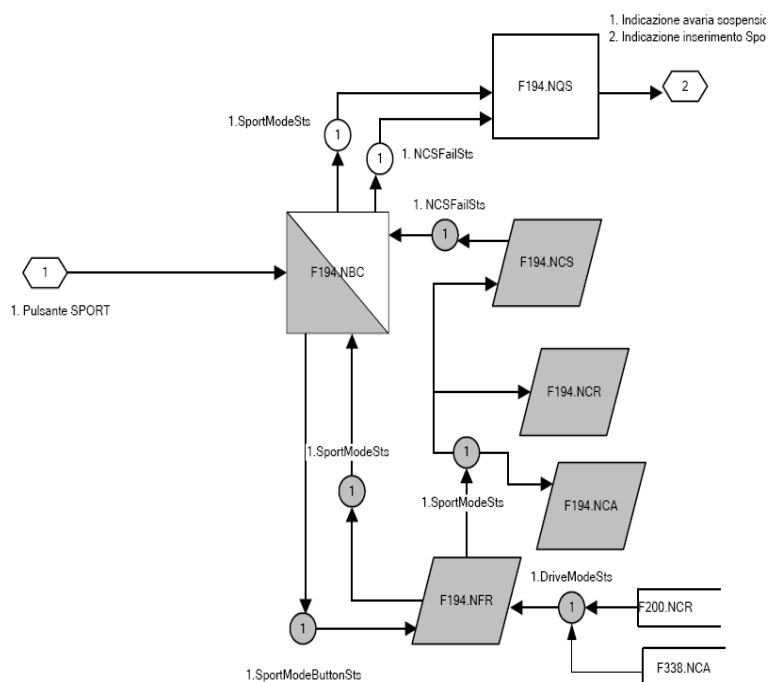 1. Indicazione avaria
2. Indicazione inserimento
F194.NQS
2
1.SportModeSts
1
1
1. NCSFailSts
1. NCSFailSts
1
F194.NCS
1
F194.NBC
1. Pulsante SPORT
F194.NCR
1.SportModeSts
1
1
F194.NCA
1.SportModeSts
1.DriveModeSts
F194.NFR
1
F200.NCR
1
F338.NCA
1.SportModeButtonSts